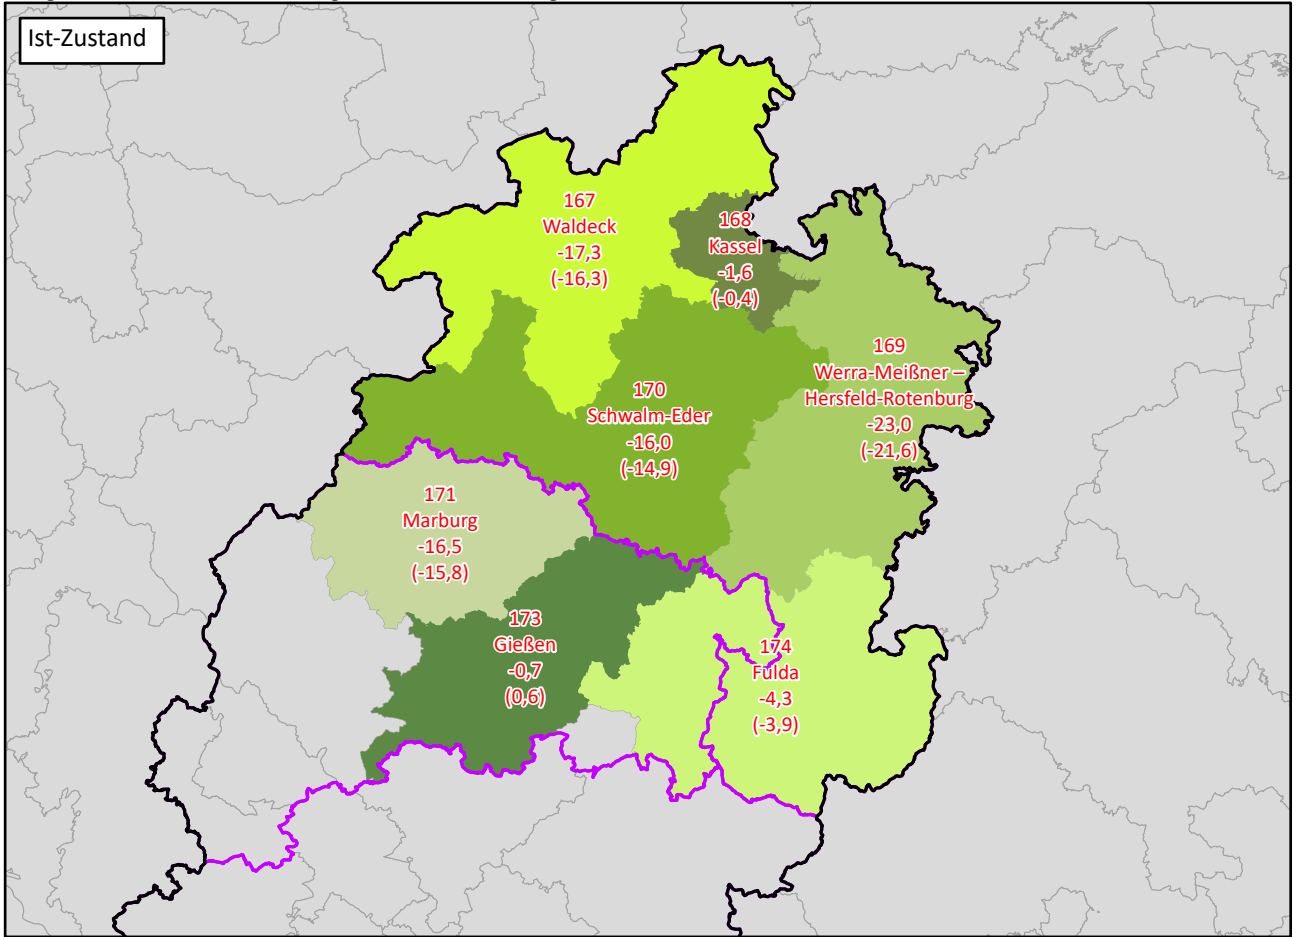 Ist-Zustand
167
Waldeck
-17,3
(-16,3)
168
Kassel
-1,6
(-0,4)
169
Werra-Meißner –
Hersfeld-Rotenburg
-23,0
(-21,6)
170
Schwalm-Eder
-16,0
(-14,9)
171
Marburg
-16,5
(-15,8)
173
Gießen
-0,7
(0,6)
174
Fulda
-4,3
(-3,9)